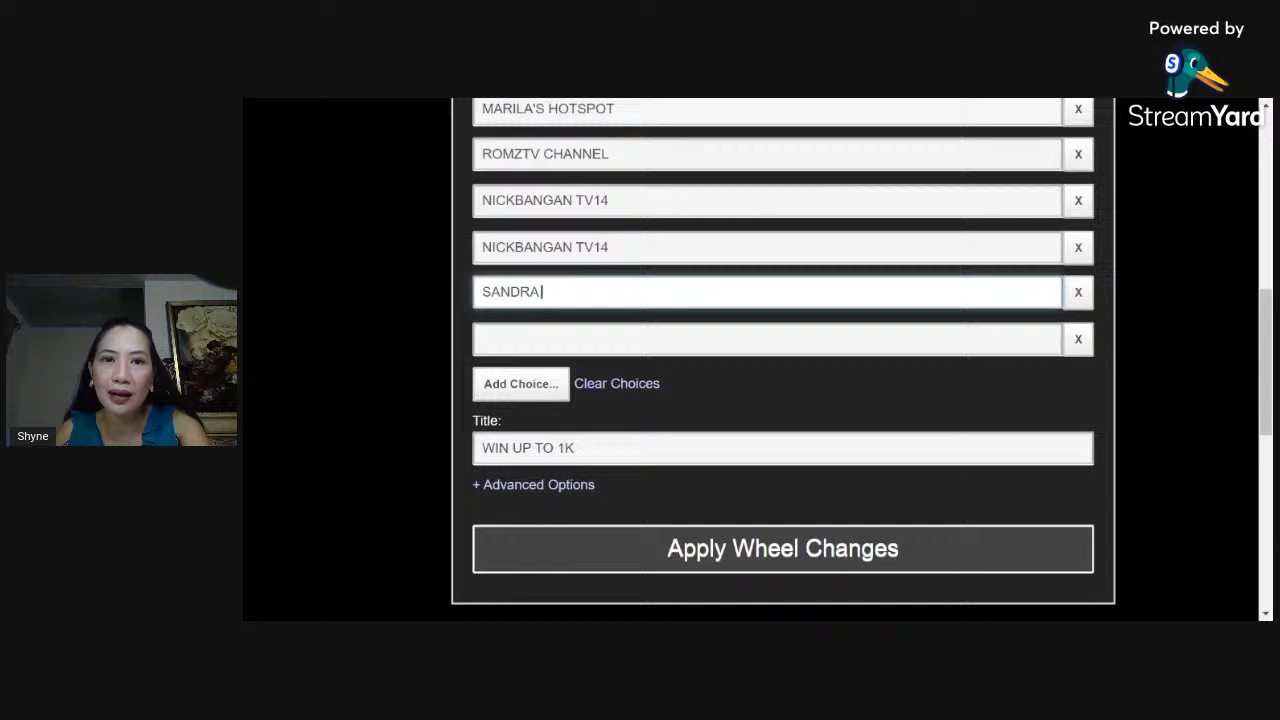 Powered by
StreamYard
MARILA'S HOTSPOT X
ROMZTV CHANNEL X
NICKBANGAN TV14 X
NICKBANGAN TV14 X
SANDRA X
X
Add Choice... Clear Choices
Title:
WIN UP TO 1K
+ Advanced Options
Apply Wheel Changes
Shyne